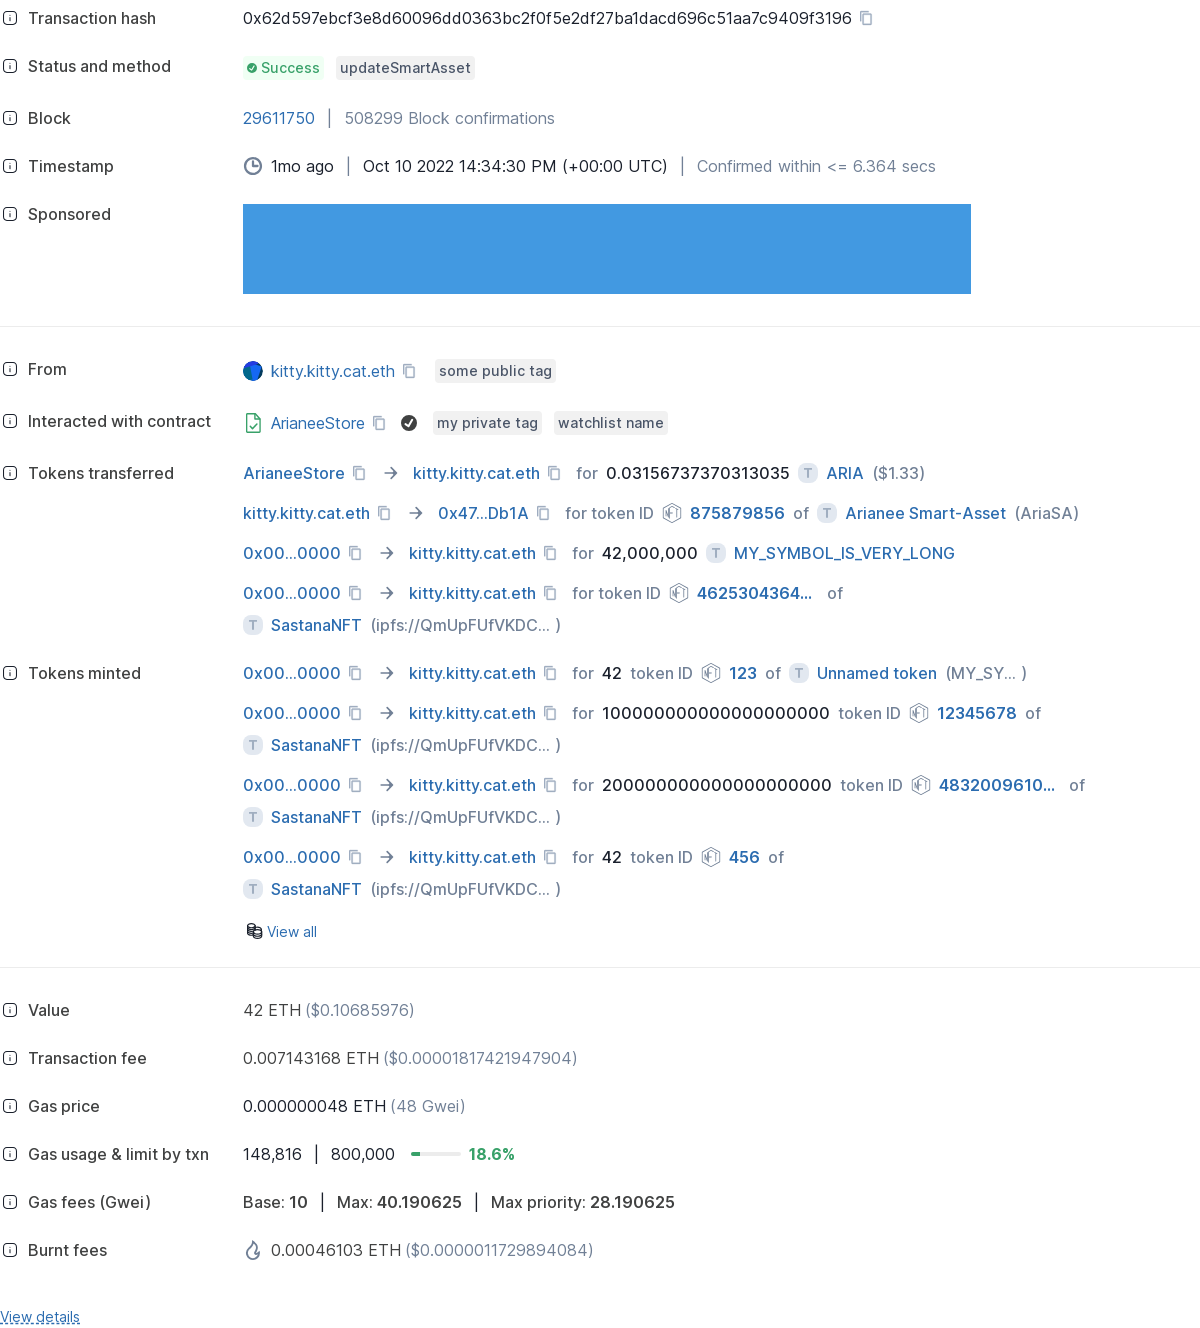 Transaction hash 0x62d597ebcf3e8d60096dd0363bc2f0f5e2df27ba1dacd696c51aa7c9409f3196
Status and method Success updateSmartAsset
Block 29611750 | 508299 Block confirmations
Timestamp 1mo ago | Oct 10 2022 14:34:30 PM (+00:00 UTC) | Confirmed within <= 6.364 secs
Sponsored
From kitty.kitty.cat.eth some public tag
Interacted with contract ArianeeStore my private tag watchlist name
Tokens transferred ArianeeStore → kitty.kitty.cat.eth for 0.03156737370313035 T ARIA ($1.33)
kitty.kitty.cat.eth → 0x47...Db1A for token ID 875879856 of T Arianee Smart-Asset (AriaSA)
0x00...0000 → kitty.kitty.cat.eth for 42,000,000 T MY_SYMBOL_IS_VERY_LONG
0x00...0000 → kitty.kitty.cat.eth for token ID 4625304364... of
T SastanaNFT (ipfs://QmUpFUfVKDC... )
Tokens minted 0x00...0000 → kitty.kitty.cat.eth for 42 token ID 123 of T Unnamed token (MY_SY... )
0x00...0000 → kitty.kitty.cat.eth for 100000000000000000000 token ID 12345678 of
T SastanaNFT (ipfs://QmUpFUfVKDC... )
0x00...0000 → kitty.kitty.cat.eth for 200000000000000000000 token ID 4832009610... of
T SastanaNFT (ipfs://QmUpFUfVKDC... )
0x00...0000 → kitty.kitty.cat.eth for 42 token ID 456 of
T SastanaNFT (ipfs://QmUpFUfVKDC... )
View all
Value 42 ETH ($0.10685976)
Transaction fee 0.007143168 ETH ($0.00001817421947904)
Gas price 0.000000048 ETH (48 Gwei)
Gas usage & limit by txn 148,816 | 800,000 18.6%
Gas fees (Gwei) Base: 10 | Max: 40.190625 | Max priority: 28.190625
Burnt fees 0.00046103 ETH ($0.0000011729894084)
View details